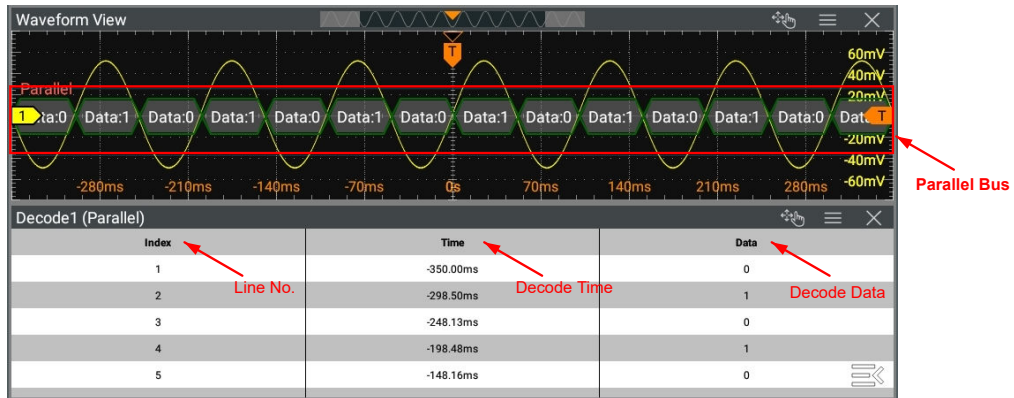 Waveform View
T
60mV
40mV
Parallel
20mV
1 ta:0 Data:1 Data:0 Data:1 Data:0 Data:1 Data:0 Data:1 Data:0 Data:1 Data:0 Data:1 Data:0 Dat T
-20mV
-40mV
-280ms -210ms -140ms -70ms 0s 70ms 140ms 210ms 280ms -60mV
Parallel Bus
Decode1 (Parallel)
Index Time Data
1 -350.00ms 0
Line No. Decode Time Decode Data
2 -298.50ms 1
3 -248.13ms 0
4 -198.48ms 1
5 -148.16ms 0